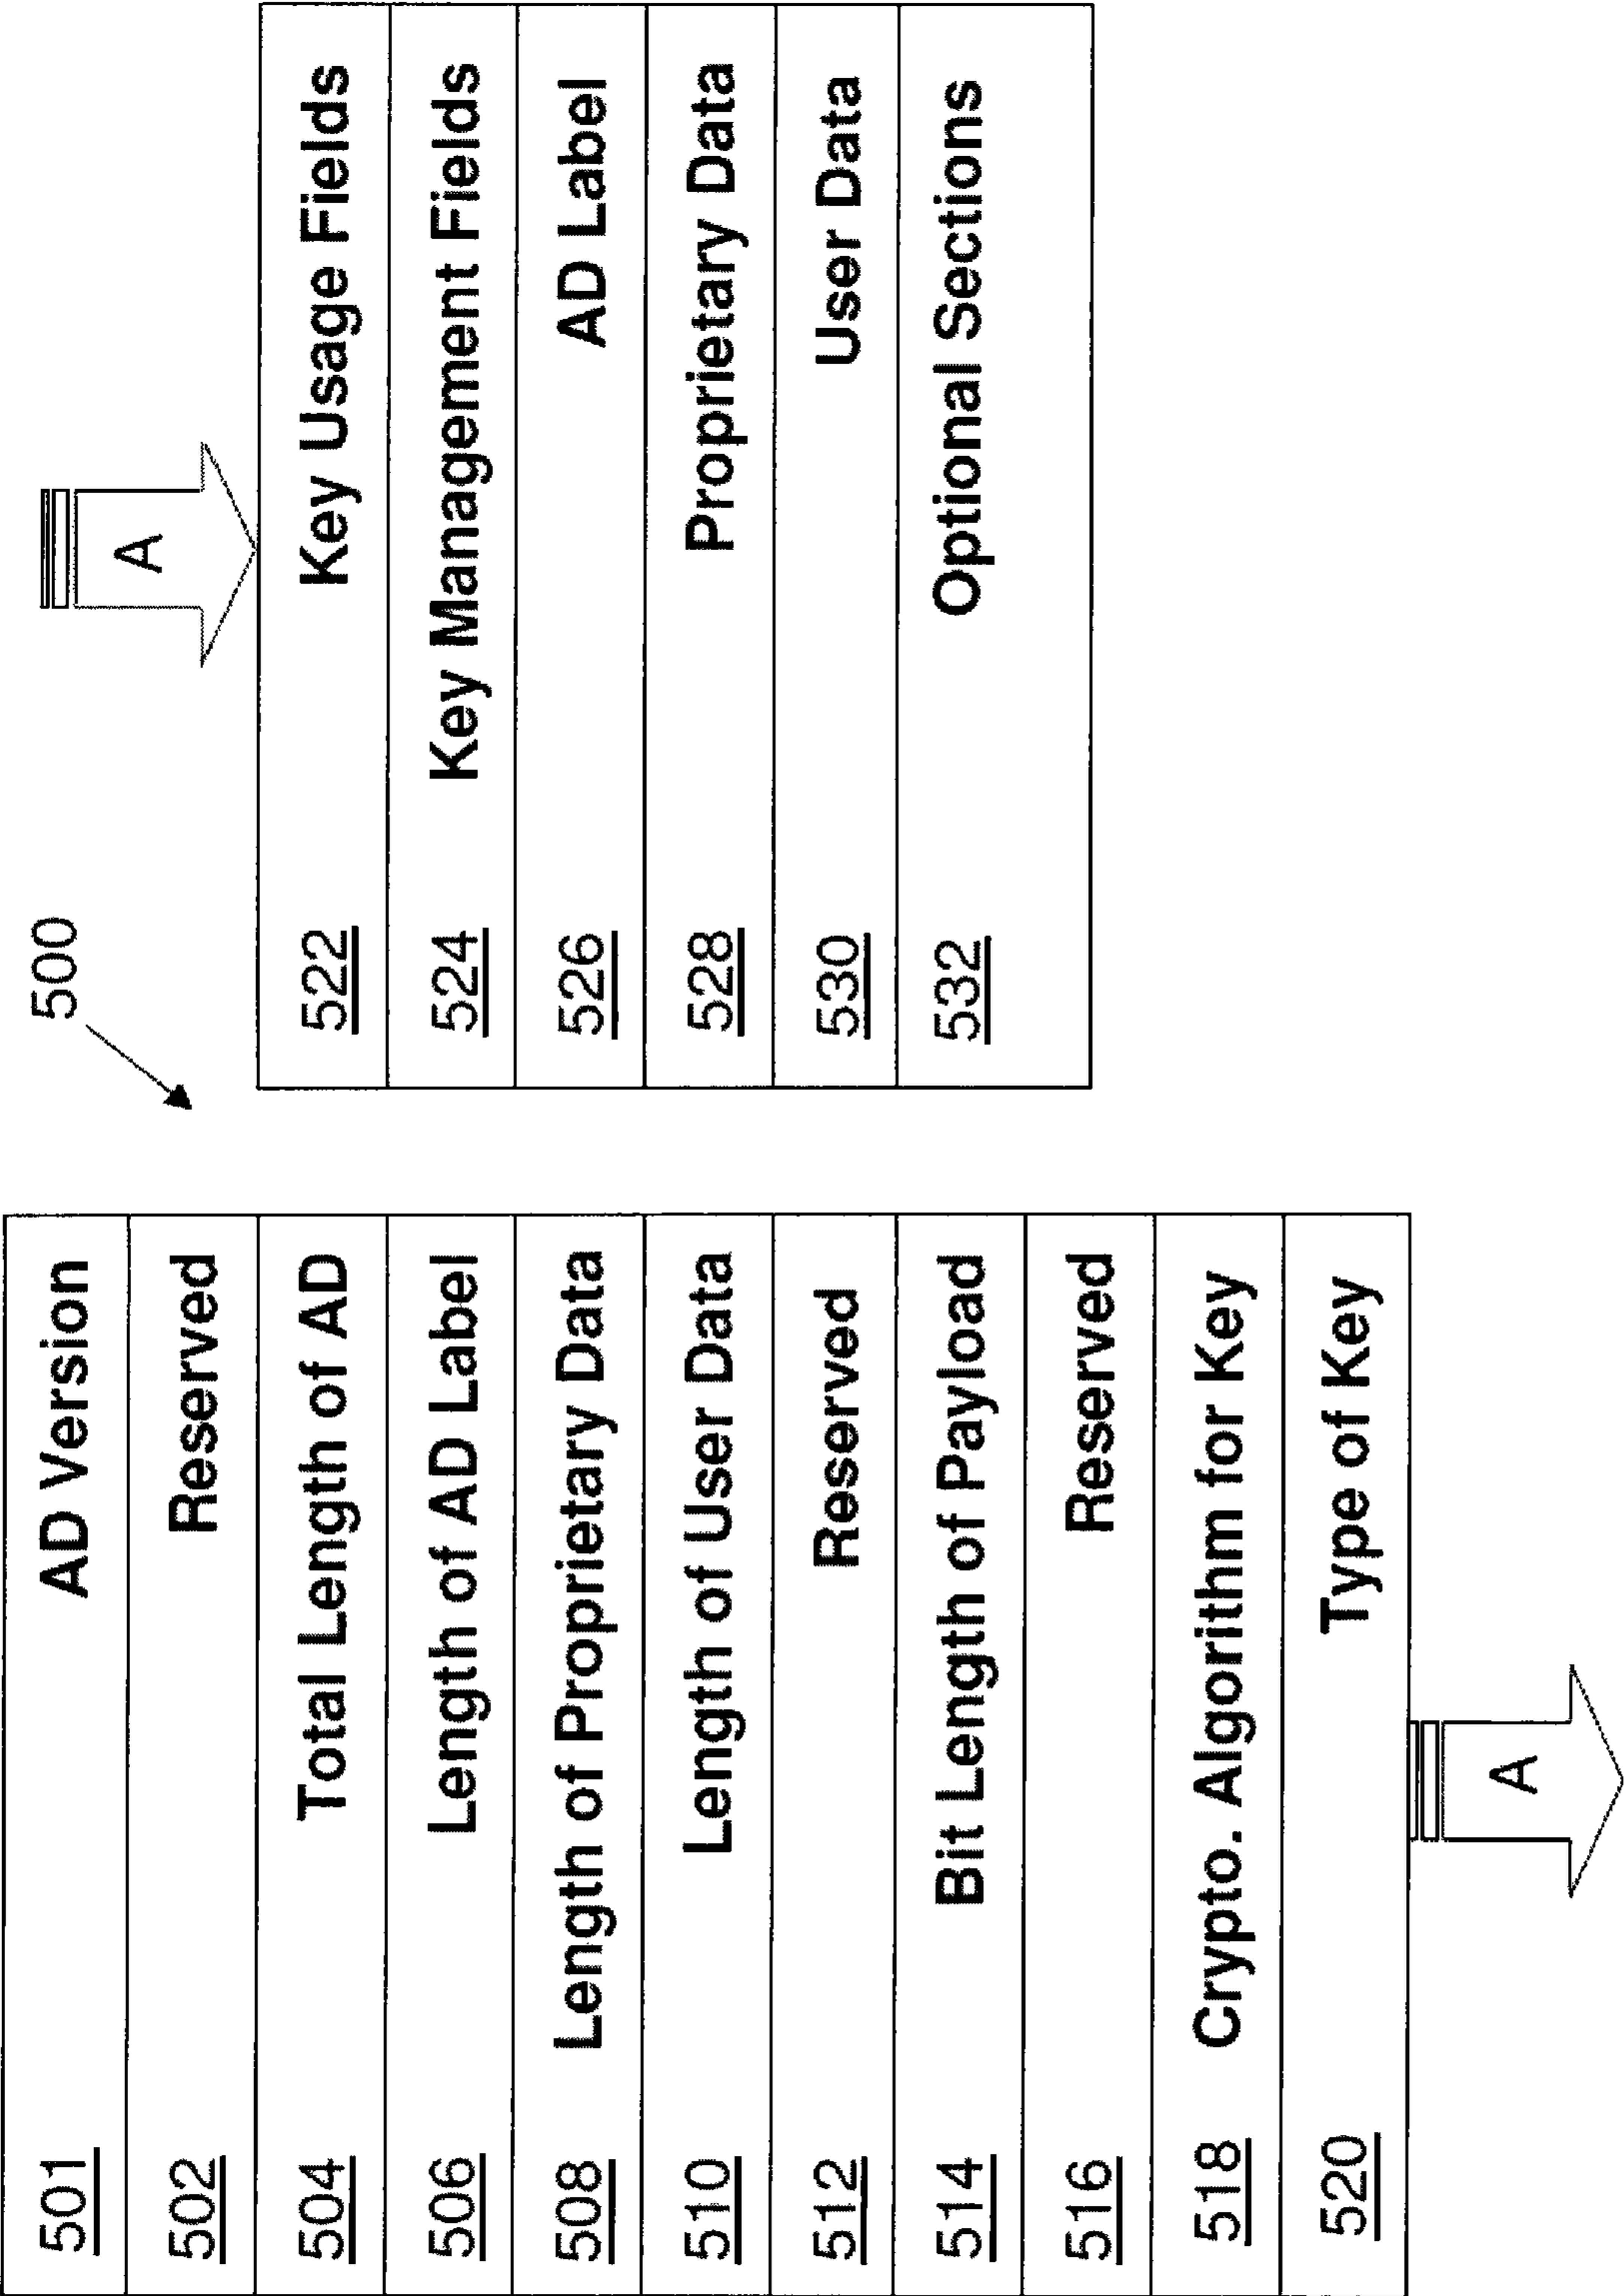 500
501 AD Version
502 Reserved
504 Total Length of AD
506 Length of AD Label
508 Length of Proprietary Data
510 Length of User Data
512 Reserved
514 Bit Length of Payload
516 Reserved
518 Crypto. Algorithm for Key
520 Type of Key
A
A
522 Key Usage Fields
524 Key Management Fields
526 AD Label
528 Proprietary Data
530 User Data
532 Optional Sections